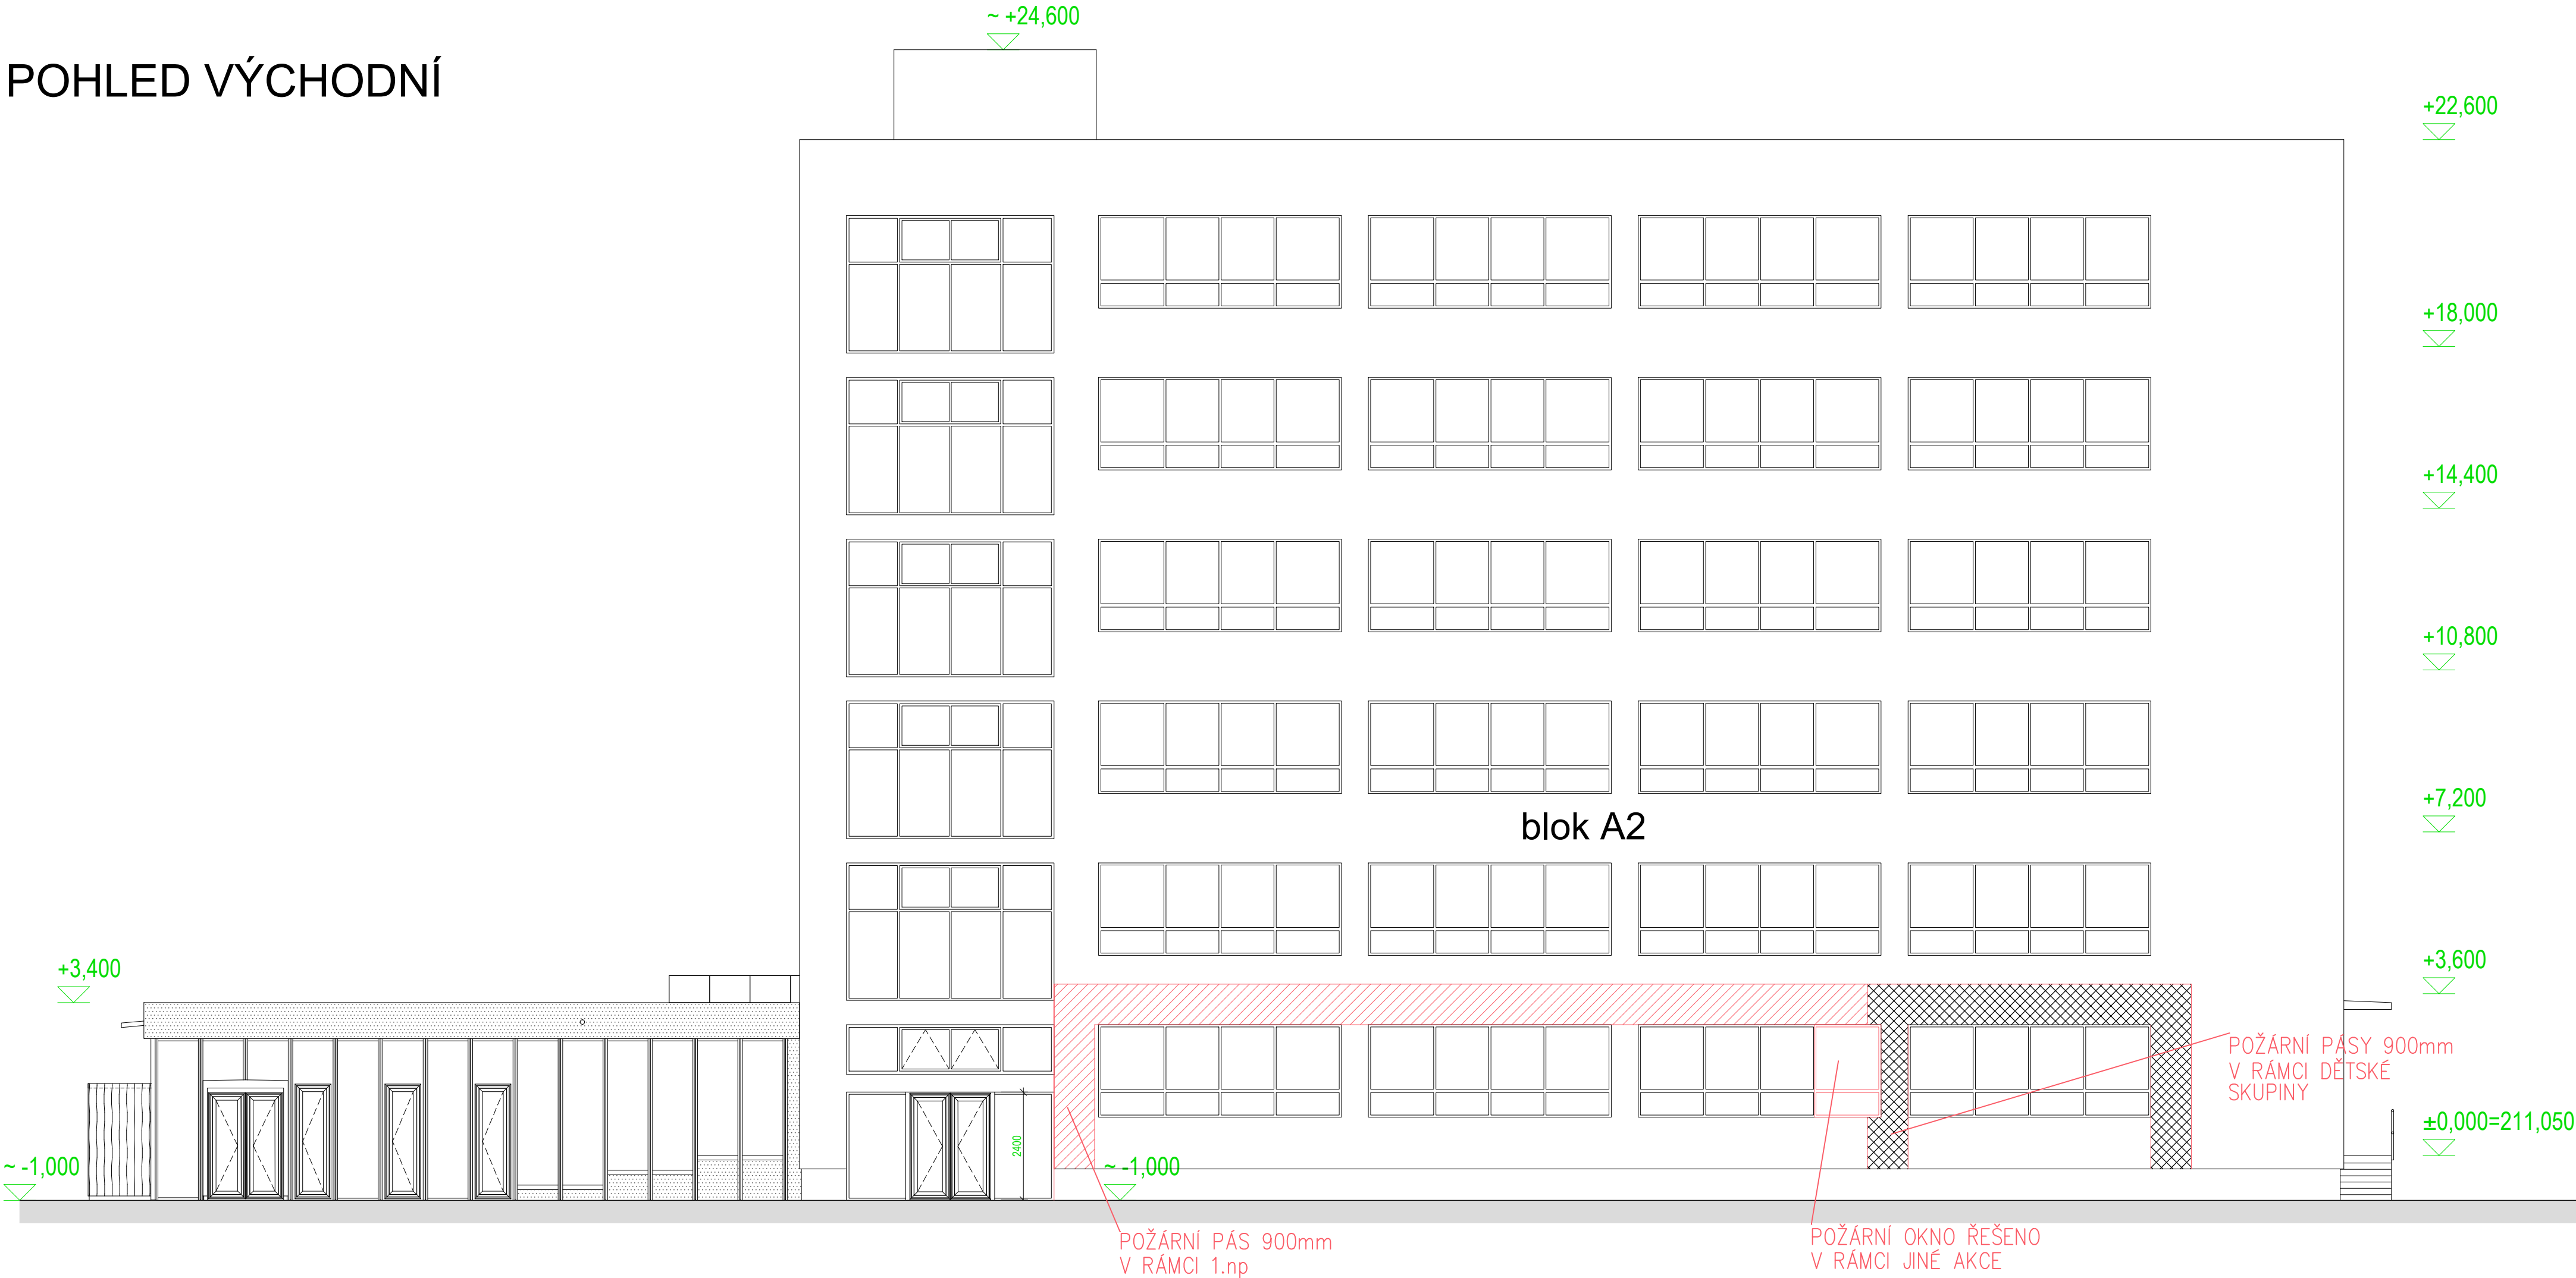 ~ +24,600
POHLED VÝCHODNÍ
+22,600
+18,000
+14,400
+10,800
+7,200
blok A2
+3,400
+3,600
POŽÁRNÍ PÁSY 900mm
V RÁMCI DĚTSKÉ
SKUPINY
±0,000=211,050
2400
~ -1,000
~ -1,000
POŽÁRNÍ PÁS 900mm
V RÁMCI 1.np
POŽÁRNÍ OKNO ŘEŠENO
V RÁMCI JINÉ AKCE